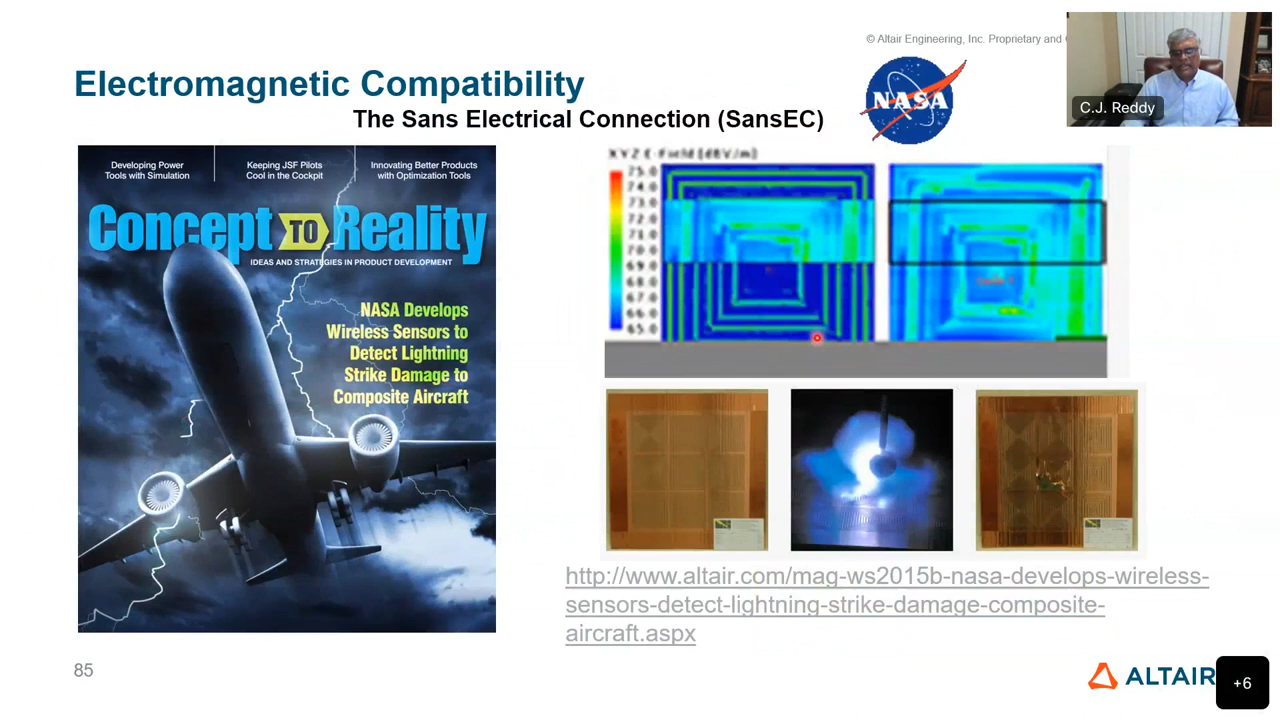 © Altair Engineering, Inc. Proprietary and
Electromagnetic Compatibility
The Sans Electrical Connection (SansEC)
NASA
C.J. Reddy
Developing Power
Tools with Simulation
Keeping JSF Pilots
Cool in the Cockpit
Innovating Better Products
with Optimization Tools
Concept TO Reality
IDEAS AND STRATEGIES IN PRODUCT DEVELOPMENT
NASA Develops
Wireless Sensors to
Detect Lightning
Strike Damage to
Composite Aircraft
XYZ E-Field [dBV/m]
75.0
74.0
73.0
72.0
71.0
70.0
69.0
68.0
67.0
66.0
65.0
http://www.altair.com/mag-ws2015b-nasa-develops-wireless-
sensors-detect-lightning-strike-damage-composite-
aircraft.aspx
85
ALTAIR
+6